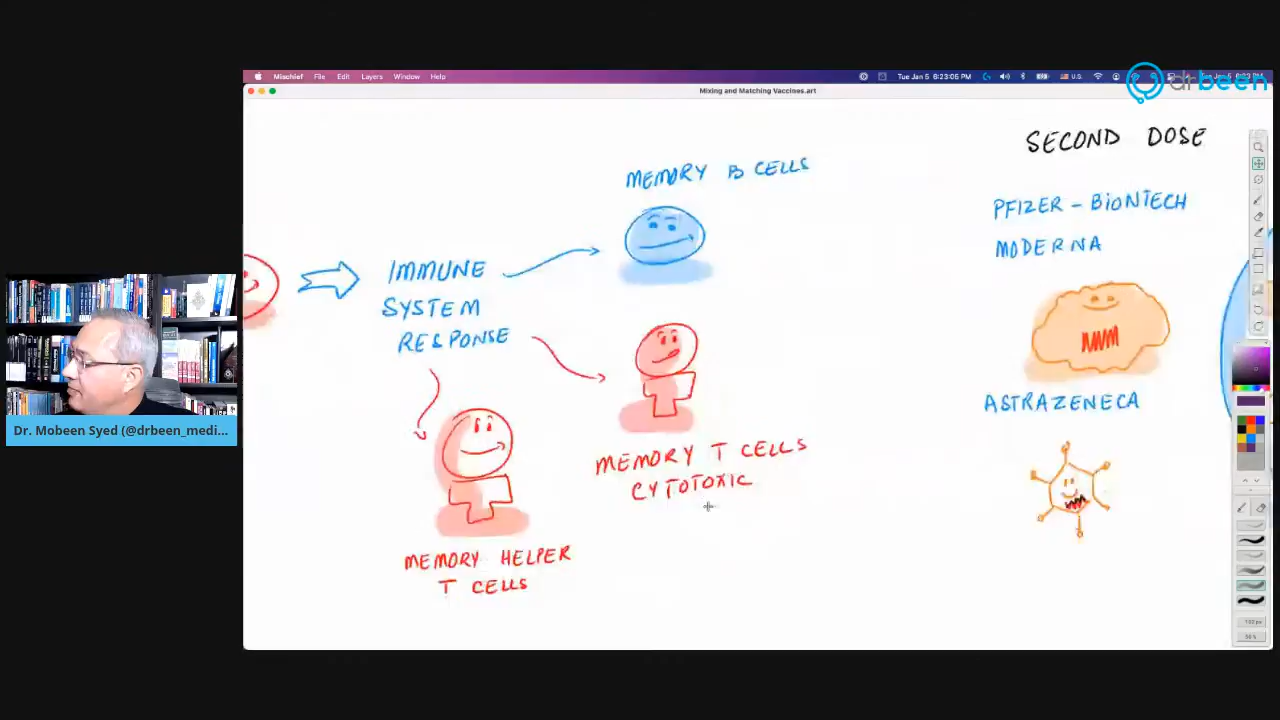 Mischief File Edit Layers Window Help
Tue Jan 5 6:23:05 PM
U.S.
drbeen
Mixing and Matching Vaccines.art
SECOND DOSE
MEMORY B CELLS
PFIZER - BIONTECH
MODERNA
IMMUNE
SYSTEM
RESPONSE
ASTRAZENECA
Dr. Mobeen Syed (@drbeen_medi...
MEMORY T CELLS
CYTOTOXIC
MEMORY HELPER
T CELLS